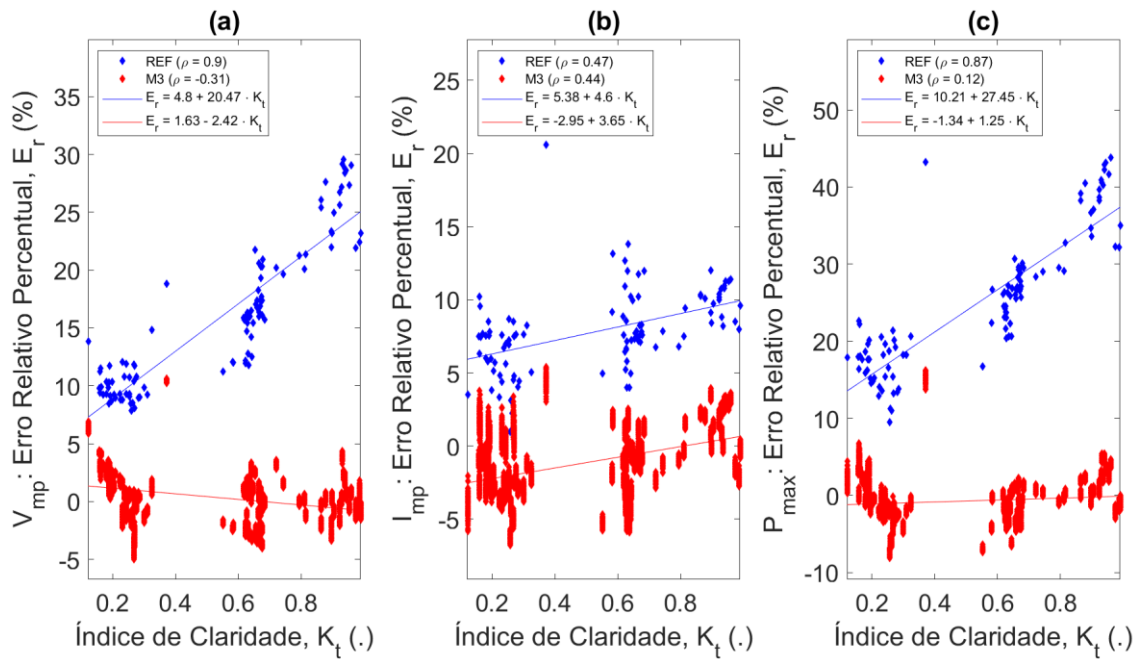 (a)
REF (ρ = 0.9)
M3 (ρ = -0.31)
E_r = 4.8 + 20.47 · K_t
E_r = 1.63 - 2.42 · K_t
V_mp: Erro Relativo Percentual, E_r (%)
35
30
25
20
15
10
5
0
-5
0.2
0.4
0.6
0.8
Índice de Claridade, K_t (.)
(b)
REF (ρ = 0.47)
M3 (ρ = 0.44)
E_r = 5.38 + 4.6 · K_t
E_r = -2.95 + 3.65 · K_t
I_mp: Erro Relativo Percentual, E_r (%)
25
20
15
10
5
0
-5
0.2
0.4
0.6
0.8
Índice de Claridade, K_t (.)
(c)
REF (ρ = 0.87)
M3 (ρ = 0.12)
E_r = 10.21 + 27.45 · K_t
E_r = -1.34 + 1.25 · K_t
P_max: Erro Relativo Percentual, E_r (%)
50
40
30
20
10
0
-10
0.2
0.4
0.6
0.8
Índice de Claridade, K_t (.)